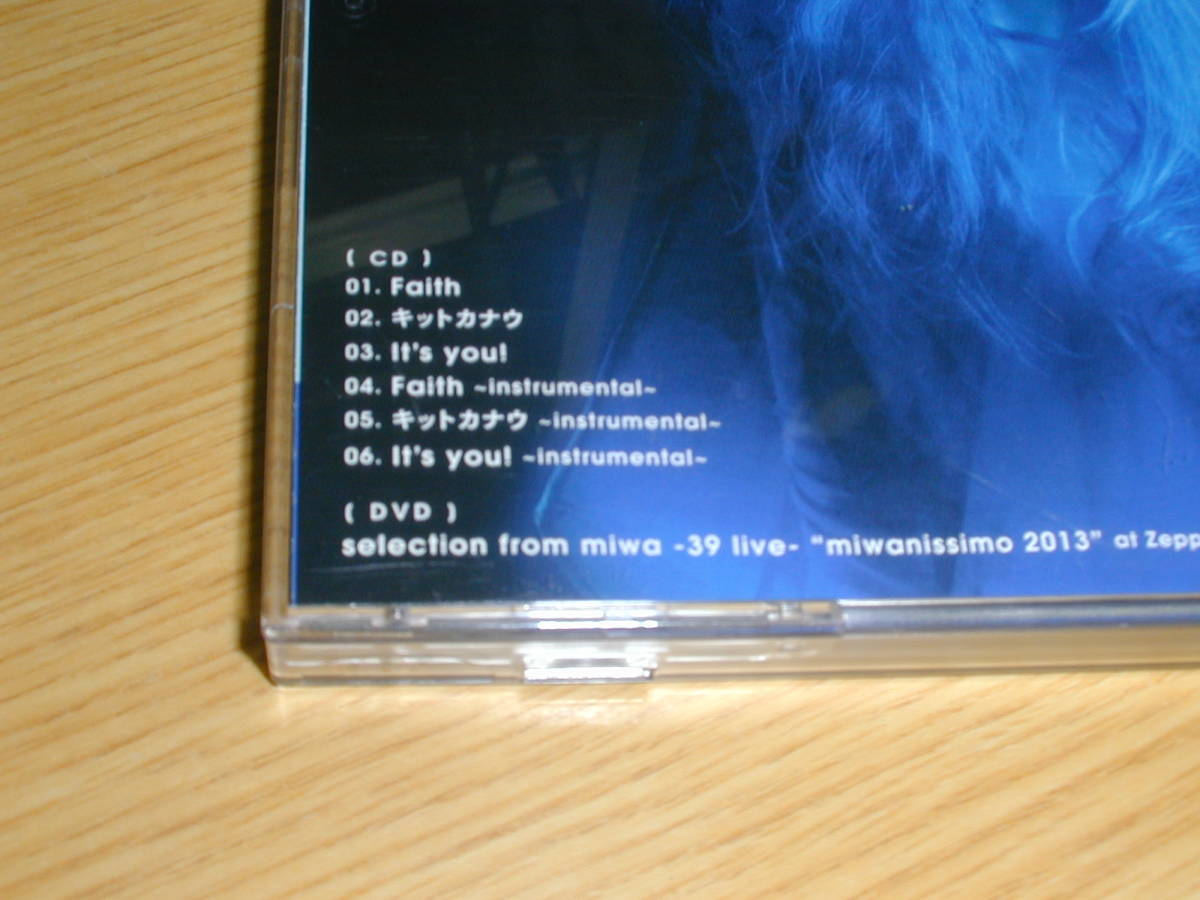 ( CD )
01. Faith
02. キットカナウ
03. It's you!
04. Faith ~instrumental~
05. キットカナウ ~instrumental~
06. It's you! ~instrumental~
( DVD )
selection from miwa -39 live- “miwanissimo 2013” at Zepp